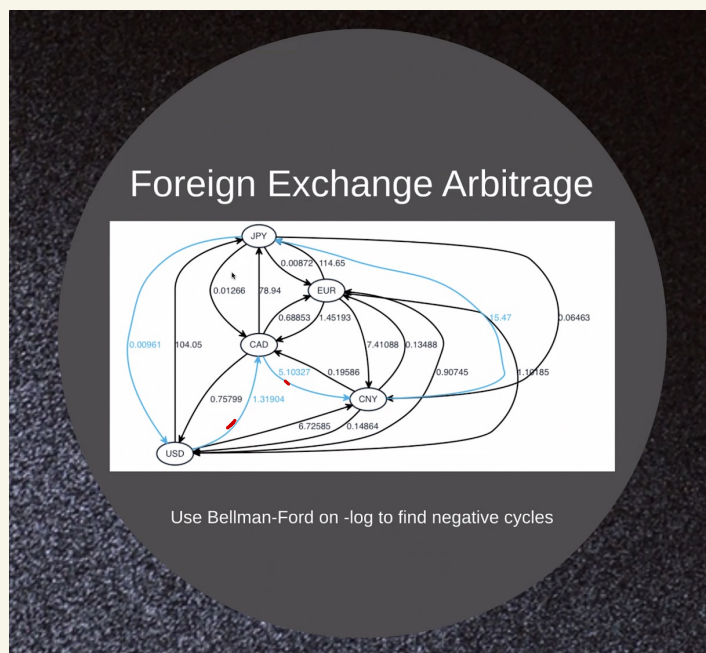 Foreign Exchange Arbitrage
JPY
0.00872 114.65
0.01266 78.94
EUR
0.68853 1.45193
15.47 0.06463
0.00961 104.05
CAD
7.41088 0.13488
5.10327 0.19586
0.90745 1.10185
0.75799 1.31904
CNY
6.72585 0.14864
USD
Use Bellman-Ford on -log to find negative cycles